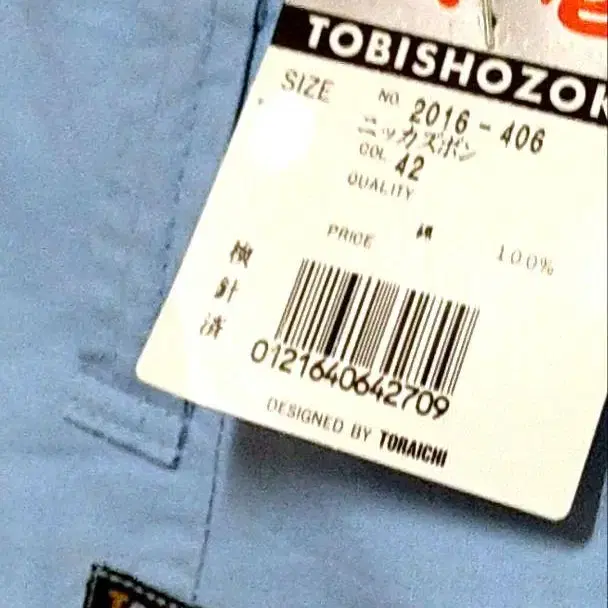 TOBISHOZOK
SIZE
NO. 2016-406
ニッカズボン
COL 42
QUALITY
綿 100%
PRICE
検針済
0121640642709
DESIGNED BY TORAICHI